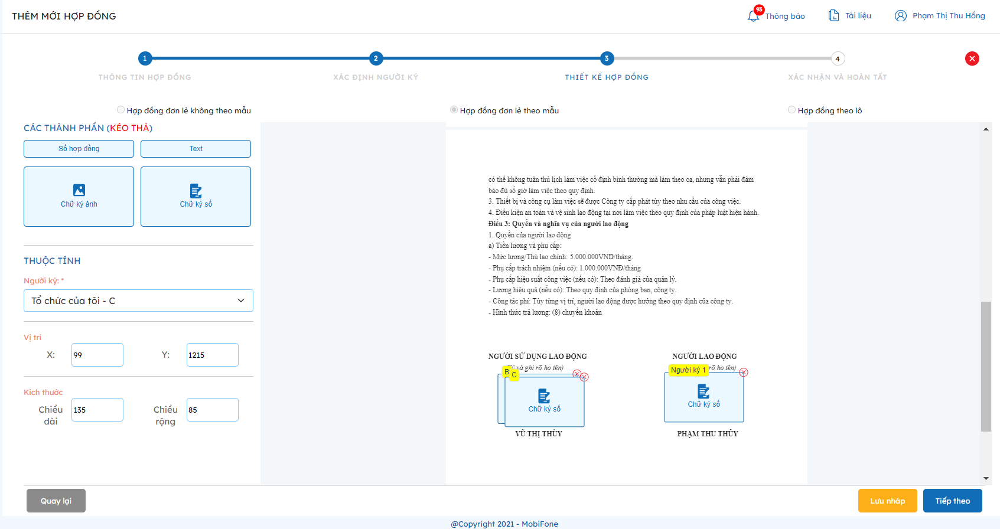 THÊM MỚI HỢP ĐỒNG
93
Thông báo
Tài liệu
Phạm Thị Thu Hồng
1
2
3
4
THÔNG TIN HỢP ĐỒNG
XÁC ĐỊNH NGƯỜI KÝ
THIẾT KẾ HỢP ĐỒNG
XÁC NHẬN VÀ HOÀN TẤT
Hợp đồng đơn lẻ không theo mẫu
Hợp đồng đơn lẻ theo mẫu
Hợp đồng theo lô
CÁC THÀNH PHẦN (KÉO THẢ)
Số hợp đồng
Text
Chữ ký ảnh
Chữ ký số
THUỘC TÍNH
Người ký: *
Tổ chức của tôi - C
Vị trí
X:
99
Y:
1215
Kích thước
Chiều dài
135
Chiều rộng
85
có thể không tuân thủ lịch làm việc cố định bình thường mà làm theo ca, nhưng vẫn phải đảm
bảo đủ số giờ làm việc theo quy định.
3. Thiết bị và công cụ làm việc sẽ được Công ty cấp phát tùy theo nhu cầu của công việc.
4. Điều kiện an toàn và vệ sinh lao động tại nơi làm việc theo quy định của pháp luật hiện hành.
Điều 3: Quyền và nghĩa vụ của người lao động
1. Quyền của người lao động
a) Tiền lương và phụ cấp:
- Mức lương/Thù lao chính: 5.000.000VNĐ/tháng.
- Phụ cấp trách nhiệm (nếu có): 1.000.000VNĐ/tháng
- Phụ cấp hiệu suất công việc (nếu có): Theo đánh giá của quản lý.
- Lương hiệu quả (nếu có): Theo quy định của phòng ban, công ty.
- Công tác phí: Tùy từng vị trí, người lao động được hưởng theo quy định của công ty.
- Hình thức trả lương: (8) chuyển khoản
NGƯỜI SỬ DỤNG LAO ĐỘNG
NGƯỜI LAO ĐỘNG
và ghi rõ họ tên)
rõ họ tên)
B
C
Người ký 1
Chữ ký số
Chữ ký số
VŨ THỊ THÙY
PHẠM THU THỦY
Quay lại
Lưu nháp
Tiếp theo
@Copyright 2021 - MobiFone